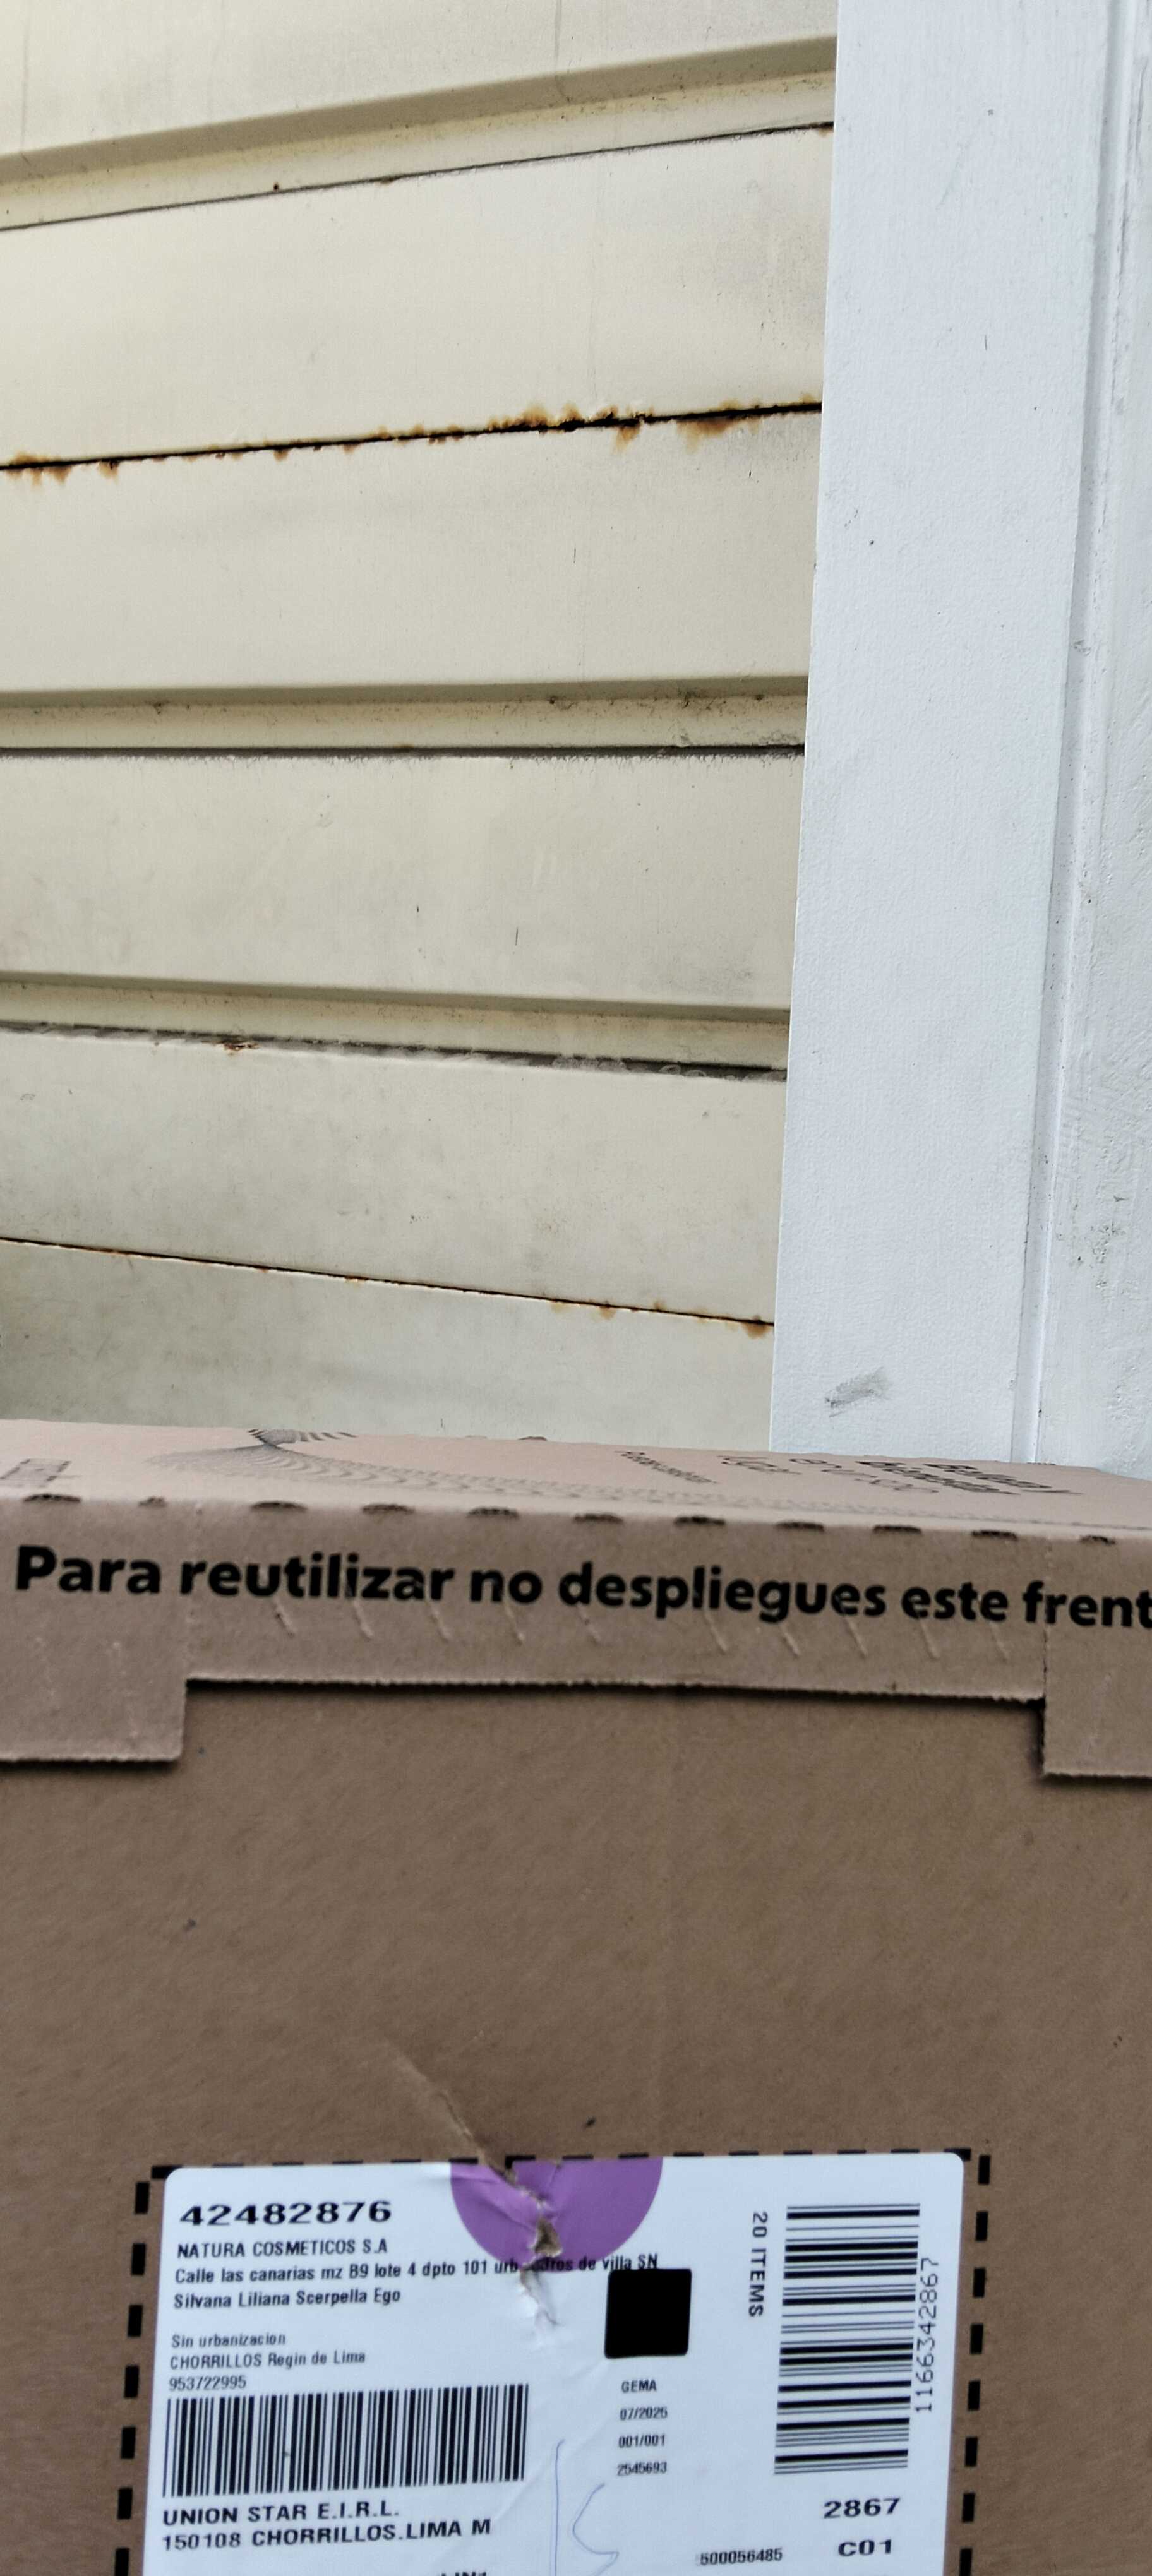 Para reutilizar no despliegues este frent
42482876
NATURA COSMETICOS S.A
Calle las canarias mz B9 lote 4 dpto 101 urb de villa SN
Silvana Liliana Scerpella Ego
Sin urbanizacion
CHORRILLOS Regin de Lima
953722995
UNION STAR E.I.R.L.
150108 CHORRILLOS.LIMA M
GEMA
07/2025
001/001
2545693
20 ITEMS
1166342867
2867
C01
500056485